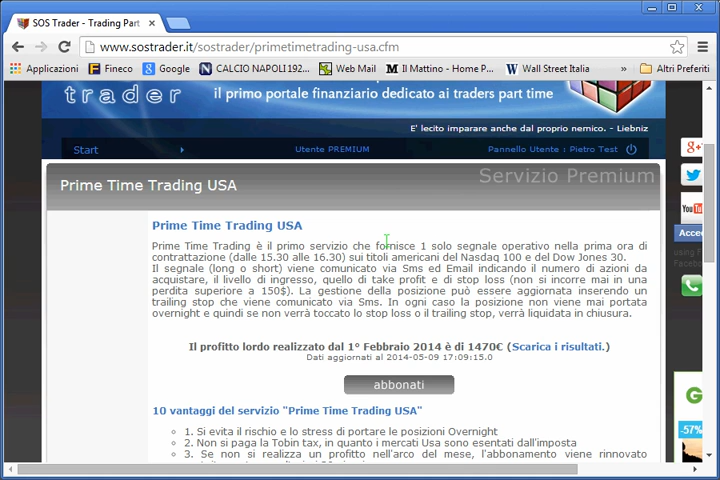 SOS Trader - Trading Part
www.sostrader.it/sostrader/primetimetrading-usa.cfm
Applicazioni Fineco Google CALCIO NAPOLI 192... Web Mail Il Mattino - Home P... Wall Street Italia » Altri Preferiti
trader
il primo portale finanziario dedicato ai traders part time
E' lecito imparare anche dal proprio nemico. - Liebniz
Start Utente PREMIUM Pannello Utente : Pietro Test
Servizio Premium
Prime Time Trading USA
Prime Time Trading USA
Prime Time Trading è il primo servizio che fornisce 1 solo segnale operativo nella prima ora di
contrattazione (dalle 15.30 alle 16.30) sui titoli americani del Nasdaq 100 e del Dow Jones 30.
Il segnale (long o short) viene comunicato via Sms ed Email indicando il numero di azioni da
acquistare, il livello di ingresso, quello di take profit e di stop loss (non si incorre mai in una
perdita superiore a 150$). La gestione della posizione può essere aggiornata inserendo un
trailing stop che viene comunicato via Sms. In ogni caso la posizione non viene mai portata
overnight e quindi se non verrà toccato lo stop loss o il trailing stop, verrà liquidata in chiusura.
Il profitto lordo realizzato dal 1° Febbraio 2014 è di 1470€ (Scarica i risultati.)
Dati aggiornati al 2014-05-09 17:09:15.0
abbonati
10 vantaggi del servizio "Prime Time Trading USA"
1. Si evita il rischio e lo stress di portare le posizioni Overnight
2. Non si paga la Tobin tax, in quanto i mercati Usa sono esentati dall'imposta
3. Se non si realizza un profitto nell'arco del mese, l'abbonamento viene rinnovato
g+
You
Acce
using F
Facebo
G
-57%